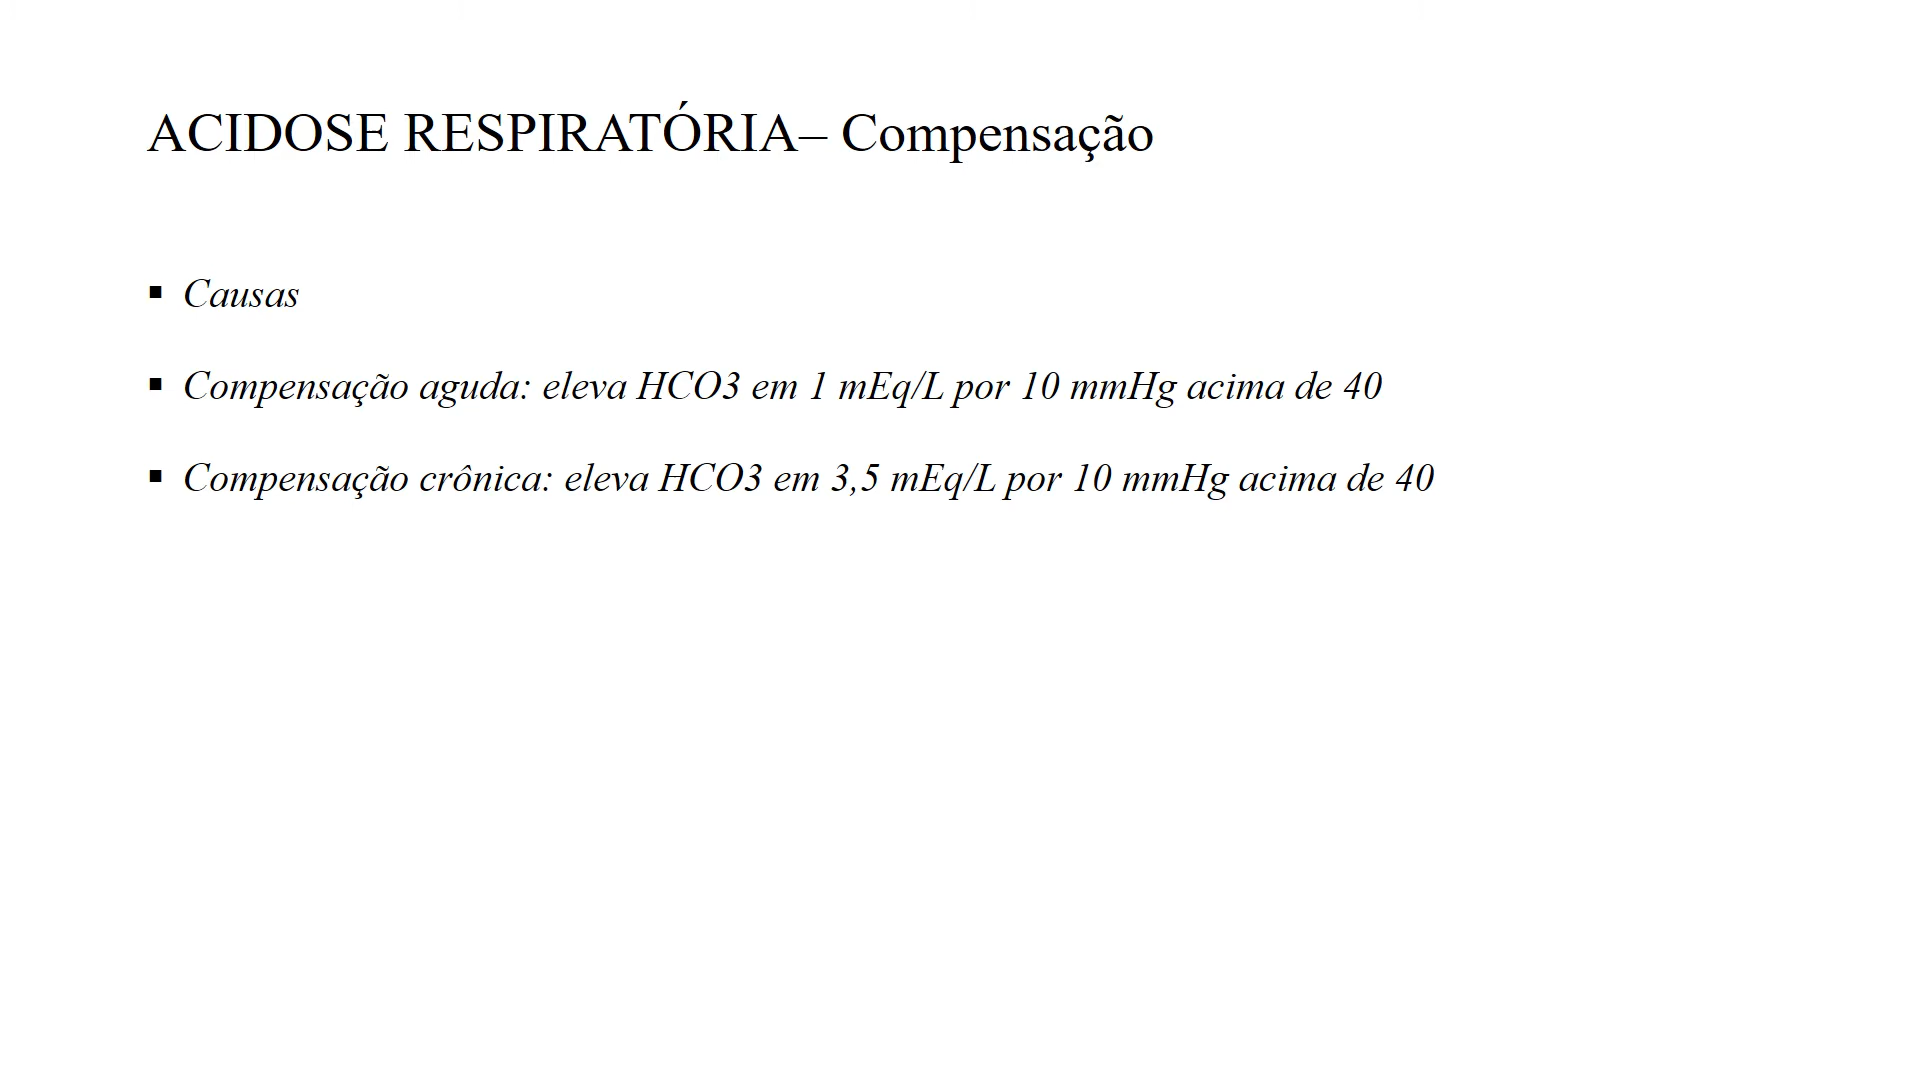 ACIDOSE RESPIRATÓRIA– Compensação
▪ Causas
▪ Compensação aguda: eleva HCO3 em 1 mEq/L por 10 mmHg acima de 40
▪ Compensação crônica: eleva HCO3 em 3,5 mEq/L por 10 mmHg acima de 40